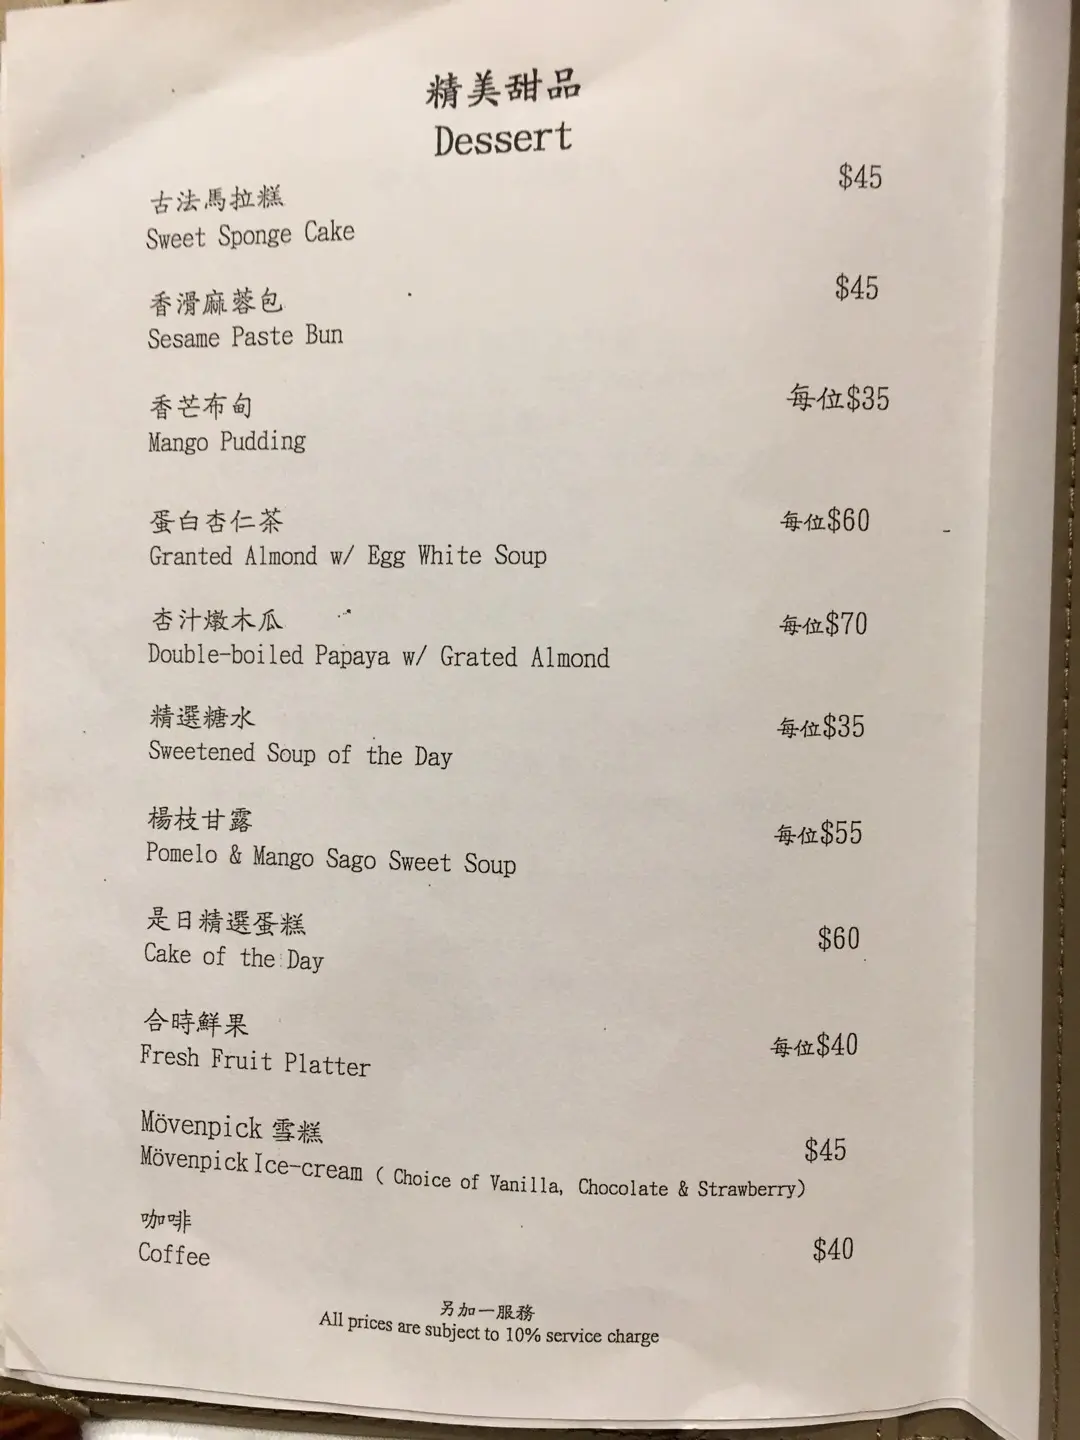 精美甜品
Dessert
古法馬拉糕 $45
Sweet Sponge Cake
香滑麻蓉包 $45
Sesame Paste Bun
香芒布甸 每位$35
Mango Pudding
蛋白杏仁茶 每位$60
Granted Almond w/ Egg White Soup
杏汁燉木瓜 每位$70
Double-boiled Papaya w/ Grated Almond
精選糖水 每位$35
Sweetened Soup of the Day
楊枝甘露 每位$55
Pomelo & Mango Sago Sweet Soup
是日精選蛋糕 $60
Cake of the Day
合時鮮果 每位$40
Fresh Fruit Platter
Mövenpick 雪糕 $45
Mövenpick Ice-cream ( Choice of Vanilla, Chocolate & Strawberry)
咖啡 $40
Coffee
另加一服務
All prices are subject to 10% service charge